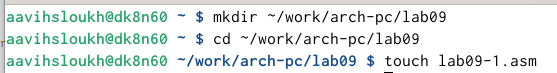 aavihsloukh@dk8n60 ~ $ mkdir ~/work/arch-pc/lab09
aavihsloukh@dk8n60 ~ $ cd ~/work/arch-pc/lab09
aavihsloukh@dk8n60 ~/work/arch-pc/lab09 $ touch lab09-1.asm